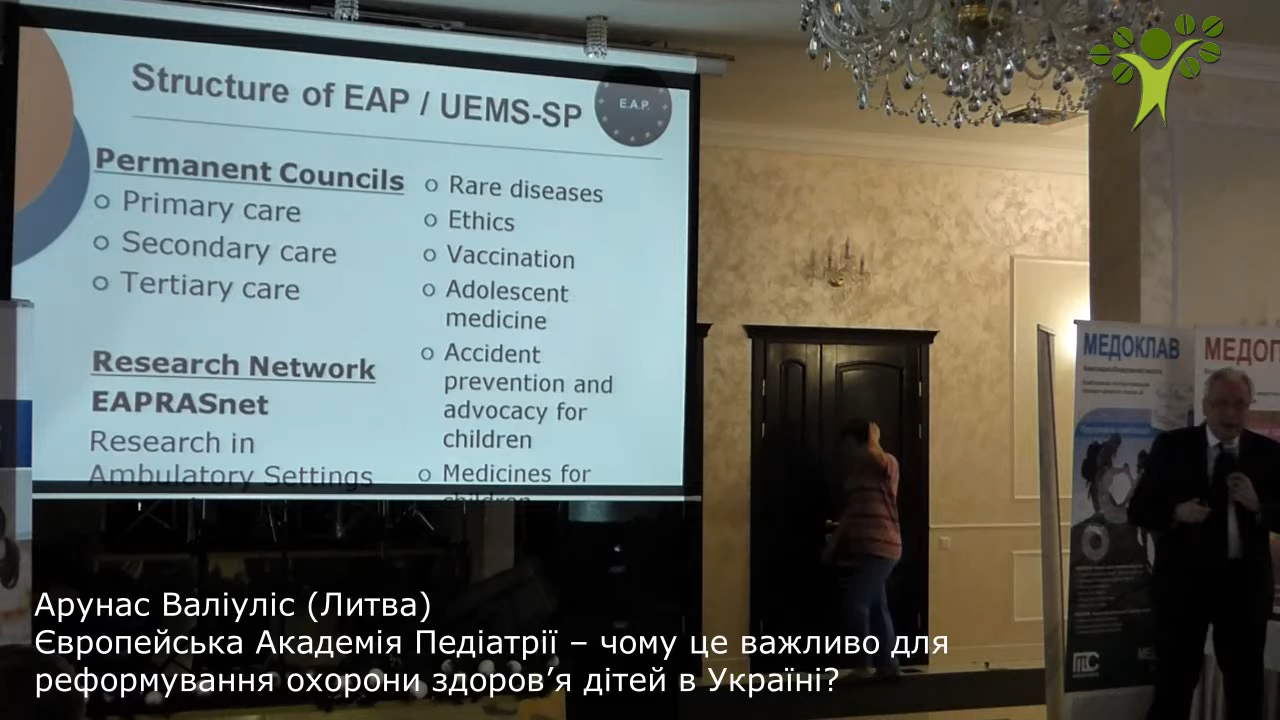 Structure of EAP / UEMS-SP
E.A.P.
Permanent Councils
o Primary care
o Secondary care
o Tertiary care
Research Network
EAPRASnet
Research in
Ambulatory Settings
o Rare diseases
o Ethics
o Vaccination
o Adolescent
medicine
o Accident
prevention and
advocacy for
children
o Medicines for
children
МЕДОКЛАВ
Арунас Валіуліс (Литва)
Європейська Академія Педіатрії – чому це важливо для
реформування охорони здоров’я дітей в Україні?